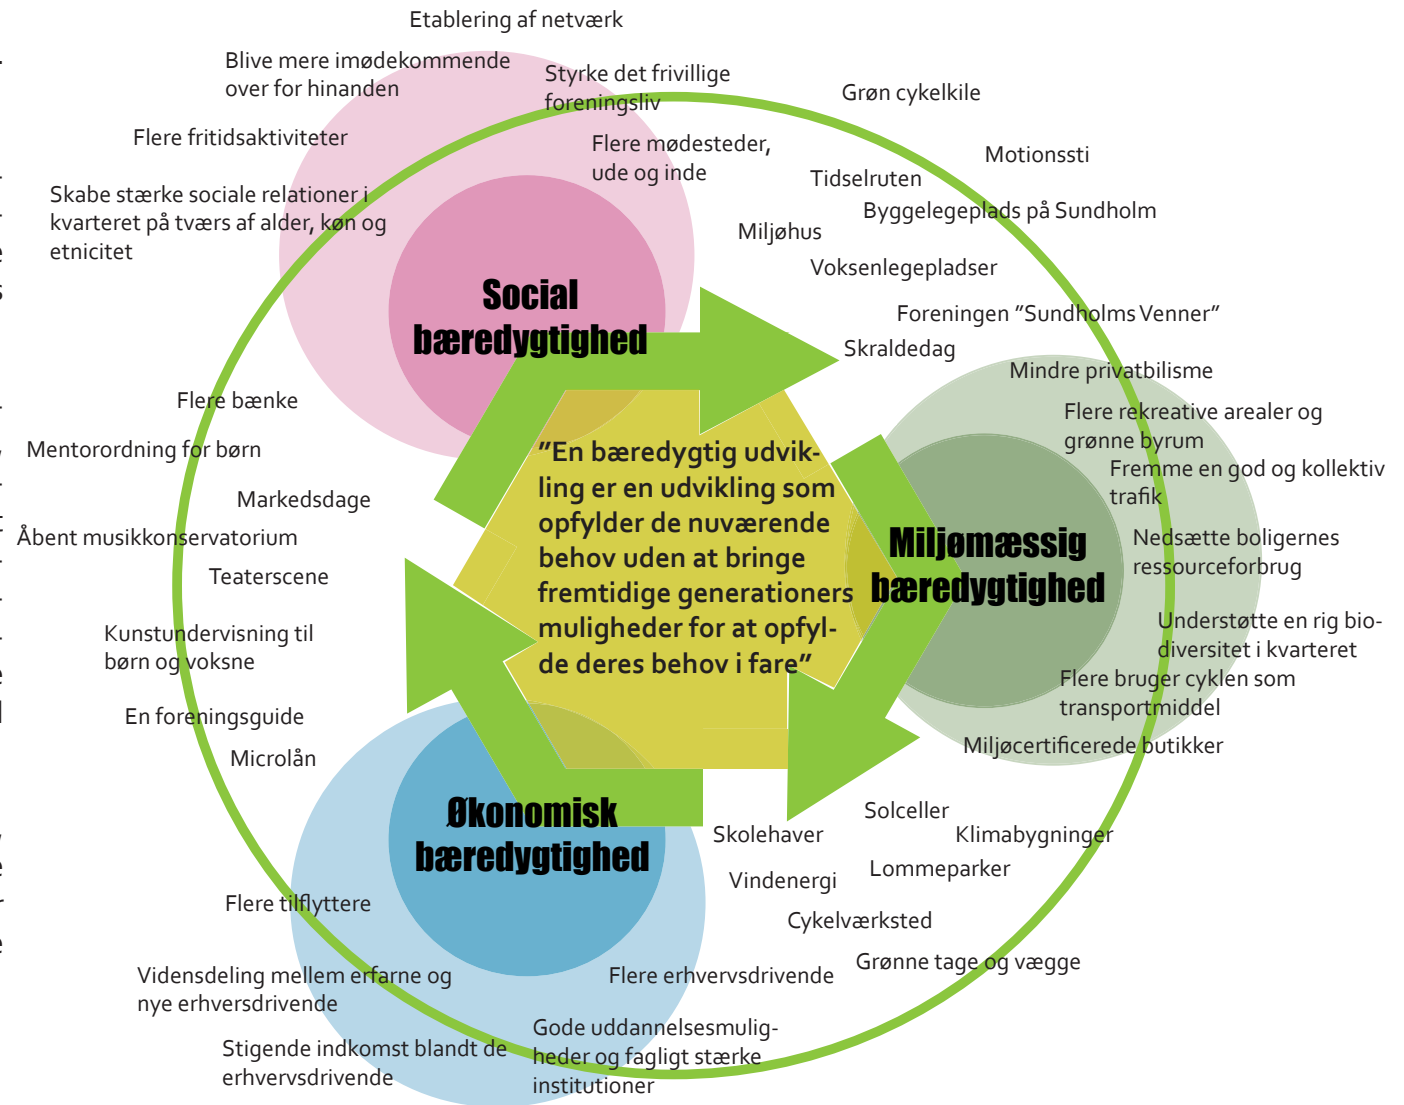 Etablering af netværk
Blive mere imødekommende
over for hinanden
Styrke det frivillige
foreningsliv
Grøn cykelkile
Flere fritidsaktiviteter
Flere mødesteder,
ude og inde
Motionssti
Skabe stærke sociale relationer i
kvarteret på tværs af alder, køn og
etnicitet
Tidselruten
Byggelegeplads på Sundholm
Miljøhus
Voksenlegepladser
Social
bæredygtighed
Foreningen ”Sundholms Venner”
Skraldedag
Mindre privatbilisme
Flere rekreative arealer og
grønne byrum
Fremme en god og kollektiv
trafik
Nedsætte boligernes
ressourceforbrug
Understøtte en rig bio-
diversitet i kvarteret
Flere bruger cyklen som
transportmiddel
Miljøcertificerede butikker
Miljømæssig
bæredygtighed
”En bæredygtig udvik-
ling er en udvikling som
opfylder de nuværende
behov uden at bringe
fremtidige generationers
muligheder for at opfyl-
de deres behov i fare”
Flere bænke
Mentorordning for børn
Markedsdage
Åbent musikkonservatorium
Teaterscene
Kunstundervisning til
børn og voksne
En foreningsguide
Microlån
Økonomisk
bæredygtighed
Solceller
Skolehaver
Klimabygninger
Lommeparker
Vindenergi
Cykelværksted
Grønne tage og vægge
Flere tilflyttere
Vidensdeling mellem erfarne og
nye erhversdrivende
Flere erhvervsdrivende
Stigende indkomst blandt de
erhvervsdrivende
Gode uddannelsesmulig-
heder og fagligt stærke
institutioner